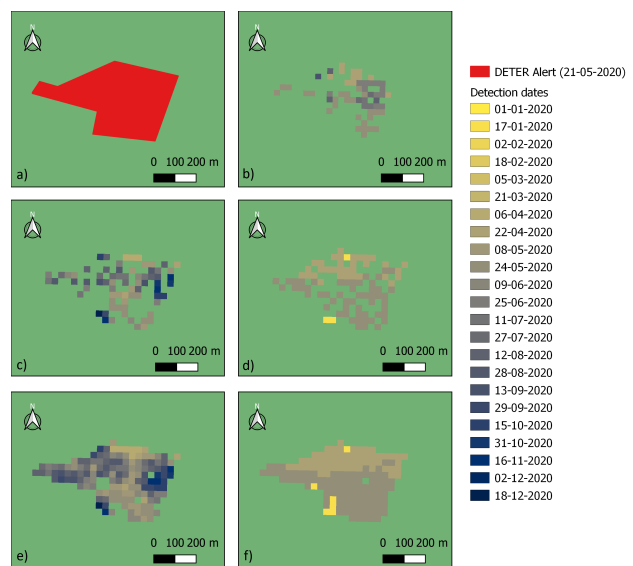 N
a)
0 100 200 m
N
b)
0 100 200 m
N
c)
0 100 200 m
N
d)
0 100 200 m
N
e)
0 100 200 m
N
f)
0 100 200 m
DETER Alert (21-05-2020)
Detection dates
01-01-2020
17-01-2020
02-02-2020
18-02-2020
05-03-2020
21-03-2020
06-04-2020
22-04-2020
08-05-2020
24-05-2020
09-06-2020
25-06-2020
11-07-2020
27-07-2020
12-08-2020
28-08-2020
13-09-2020
29-09-2020
15-10-2020
31-10-2020
16-11-2020
02-12-2020
18-12-2020